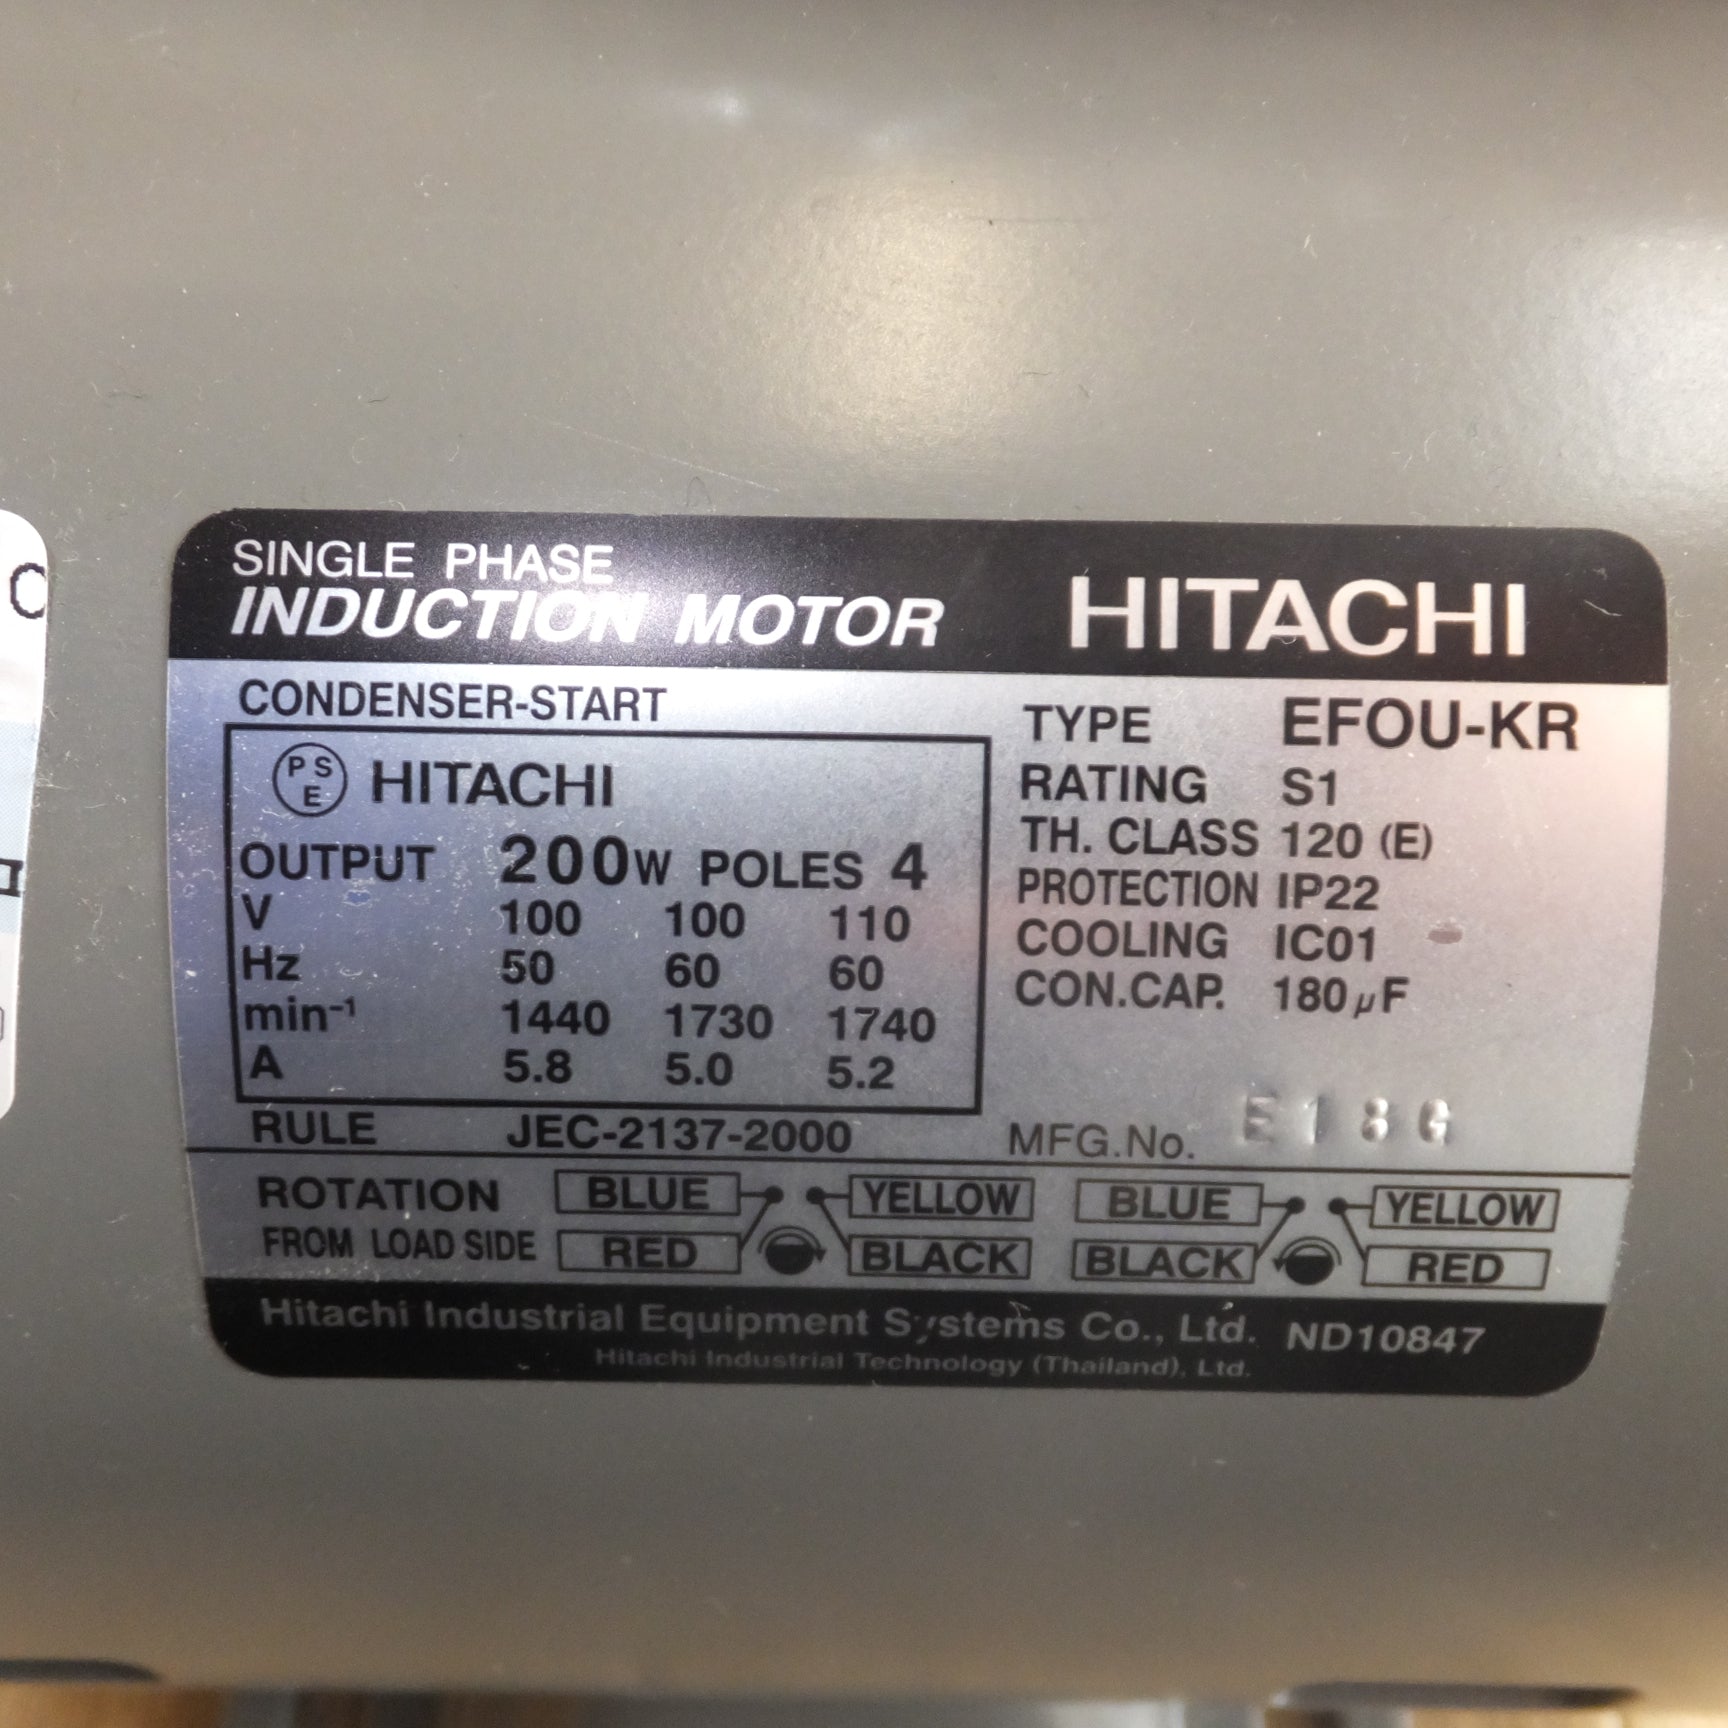 SINGLE PHASE
INDUCTION MOTOR HITACHI
CONDENSER-START
PSE HITACHI
OUTPUT 200W POLES 4
V 100 100 110
Hz 50 60 60
min⁻¹ 1440 1730 1740
A 5.8 5.0 5.2
RULE JEC-2137-2000
TYPE EFOU-KR
RATING S1
TH. CLASS 120 (E)
PROTECTION IP22
COOLING IC01
CON.CAP. 180μF
MFG.No. E18G
ROTATION BLUE YELLOW BLUE YELLOW
FROM LOAD SIDE RED BLACK BLACK RED
Hitachi Industrial Equipment Systems Co., Ltd. ND10847
Hitachi Industrial Technology (Thailand), Ltd.